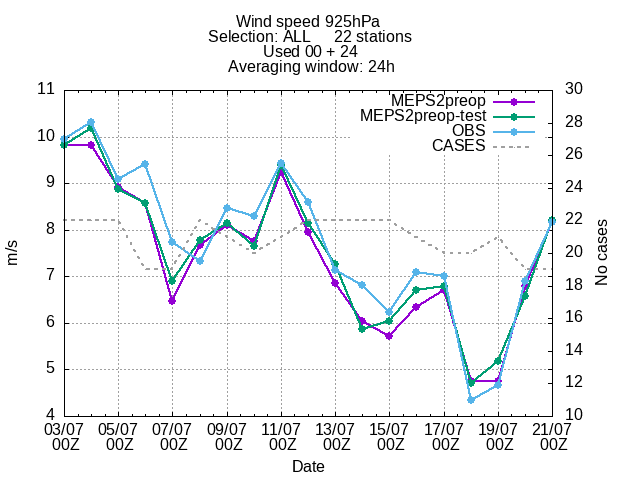 Wind speed 925hPa
Selection: ALL 22 stations
Used 00 + 24
Averaging window: 24h
MEPS2preop
MEPS2preop-test
OBS
CASES
11
10
9
8
7
6
5
4
30
28
26
24
22
20
18
16
14
12
10
m/s
No cases
03/07 05/07 07/07 09/07 11/07 13/07 15/07 17/07 19/07 21/07
00Z 00Z 00Z 00Z 00Z 00Z 00Z 00Z 00Z 00Z
Date